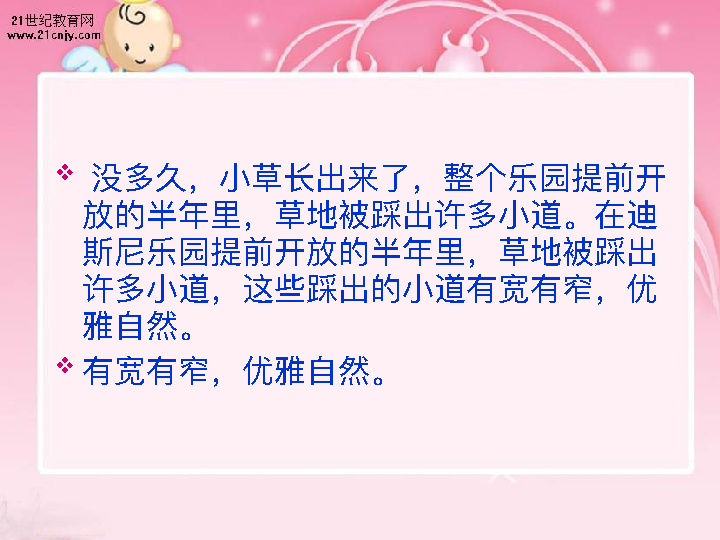 21世纪教育网
www.21cnjy.com
没多久，小草长出来了，整个乐园提前开
放的半年里，草地被踩出许多小道。在迪
斯尼乐园提前开放的半年里，草地被踩出
许多小道，这些踩出的小道有宽有窄，优
雅自然。
有宽有窄，优雅自然。